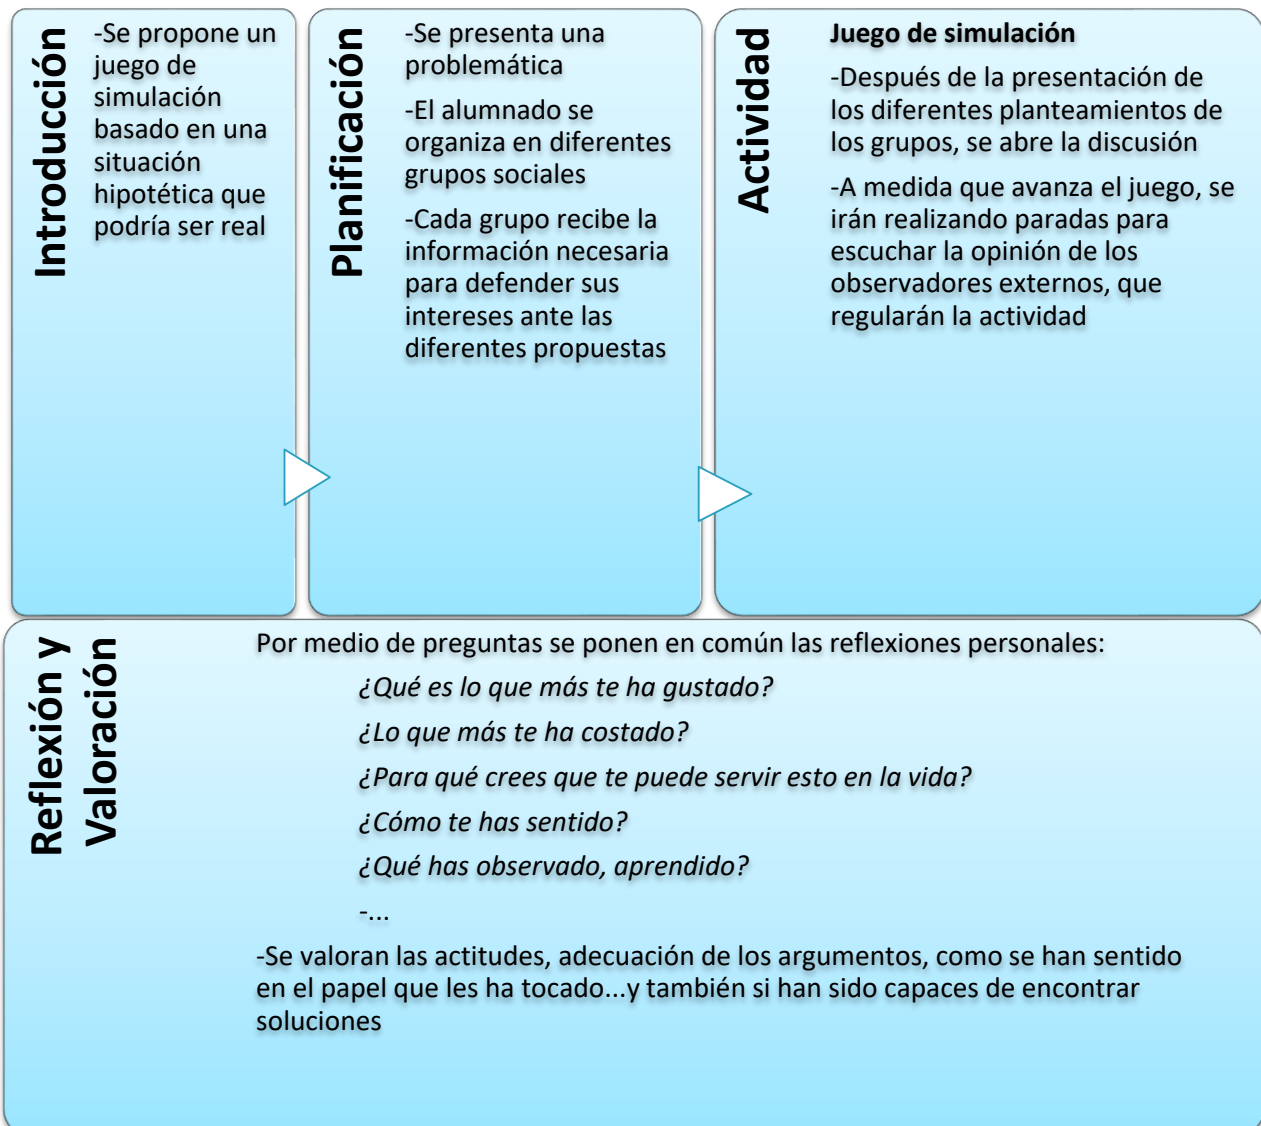 Introducción
-Se propone un
juego de
simulación
basado en una
situación
hipotética que
podría ser real
Planificación
-Se presenta una
problemática
-El alumnado se
organiza en diferentes
grupos sociales
-Cada grupo recibe la
información necesaria
para defender sus
intereses ante las
diferentes propuestas
Actividad
Juego de simulación
-Después de la presentación de
los diferentes planteamientos de
los grupos, se abre la discusión
-A medida que avanza el juego, se
irán realizando paradas para
escuchar la opinión de los
observadores externos, que
regularán la actividad
Reflexión y
Valoración
Por medio de preguntas se ponen en común las reflexiones personales:
¿Qué es lo que más te ha gustado?
¿Lo que más te ha costado?
¿Para qué crees que te puede servir esto en la vida?
¿Cómo te has sentido?
¿Qué has observado, aprendido?
-...
-Se valoran las actitudes, adecuación de los argumentos, como se han sentido
en el papel que les ha tocado...y también si han sido capaces de encontrar
soluciones